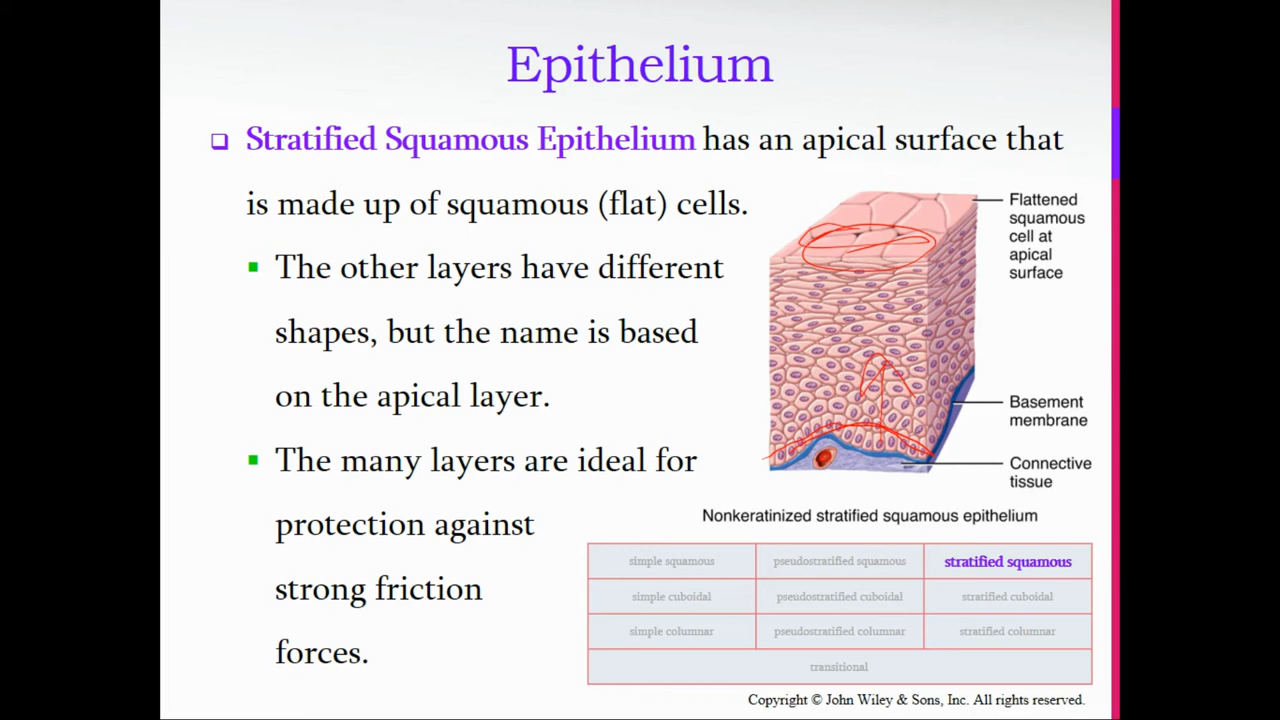 Epithelium
Stratified Squamous Epithelium has an apical surface that
is made up of squamous (flat) cells.
The other layers have different
shapes, but the name is based
on the apical layer.
The many layers are ideal for
protection against
strong friction
forces.
Flattened
squamous
cell at
apical
surface
Basement
membrane
Connective
tissue
Nonkeratinized stratified squamous epithelium
simple squamous pseudostratified squamous stratified squamous
simple cuboidal pseudostratified cuboidal stratified cuboidal
simple columnar pseudostratified columnar stratified columnar
transitional
Copyright © John Wiley & Sons, Inc. All rights reserved.